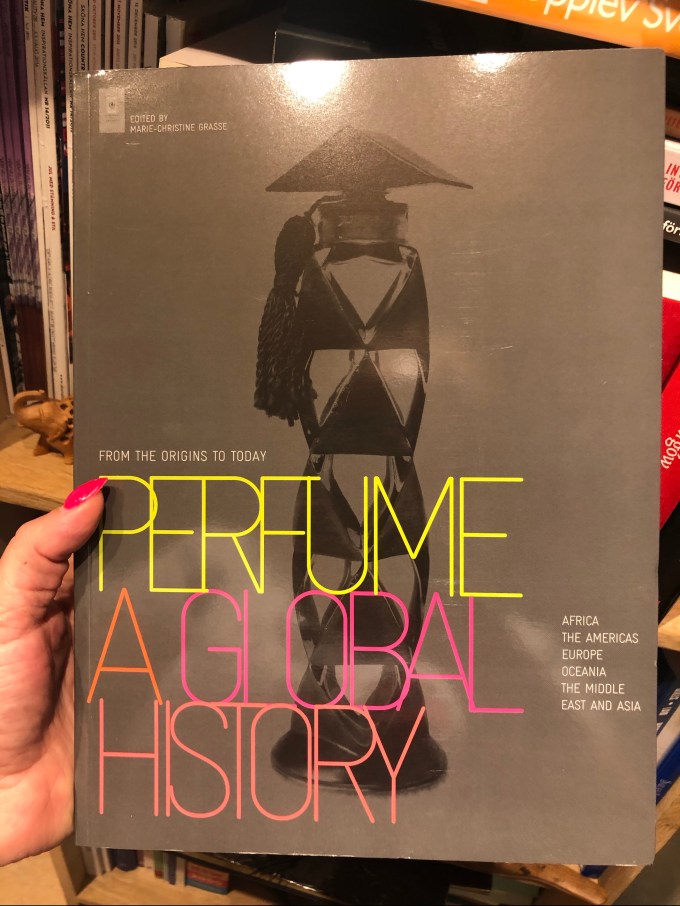 EDITED BY
MARIE-CHRISTINE GRASSE
FROM THE ORIGINS TO TODAY
PERFUME
A GLOBAL
HISTORY
AFRICA
THE AMERICAS
EUROPE
OCEANIA
THE MIDDLE
EAST AND ASIA